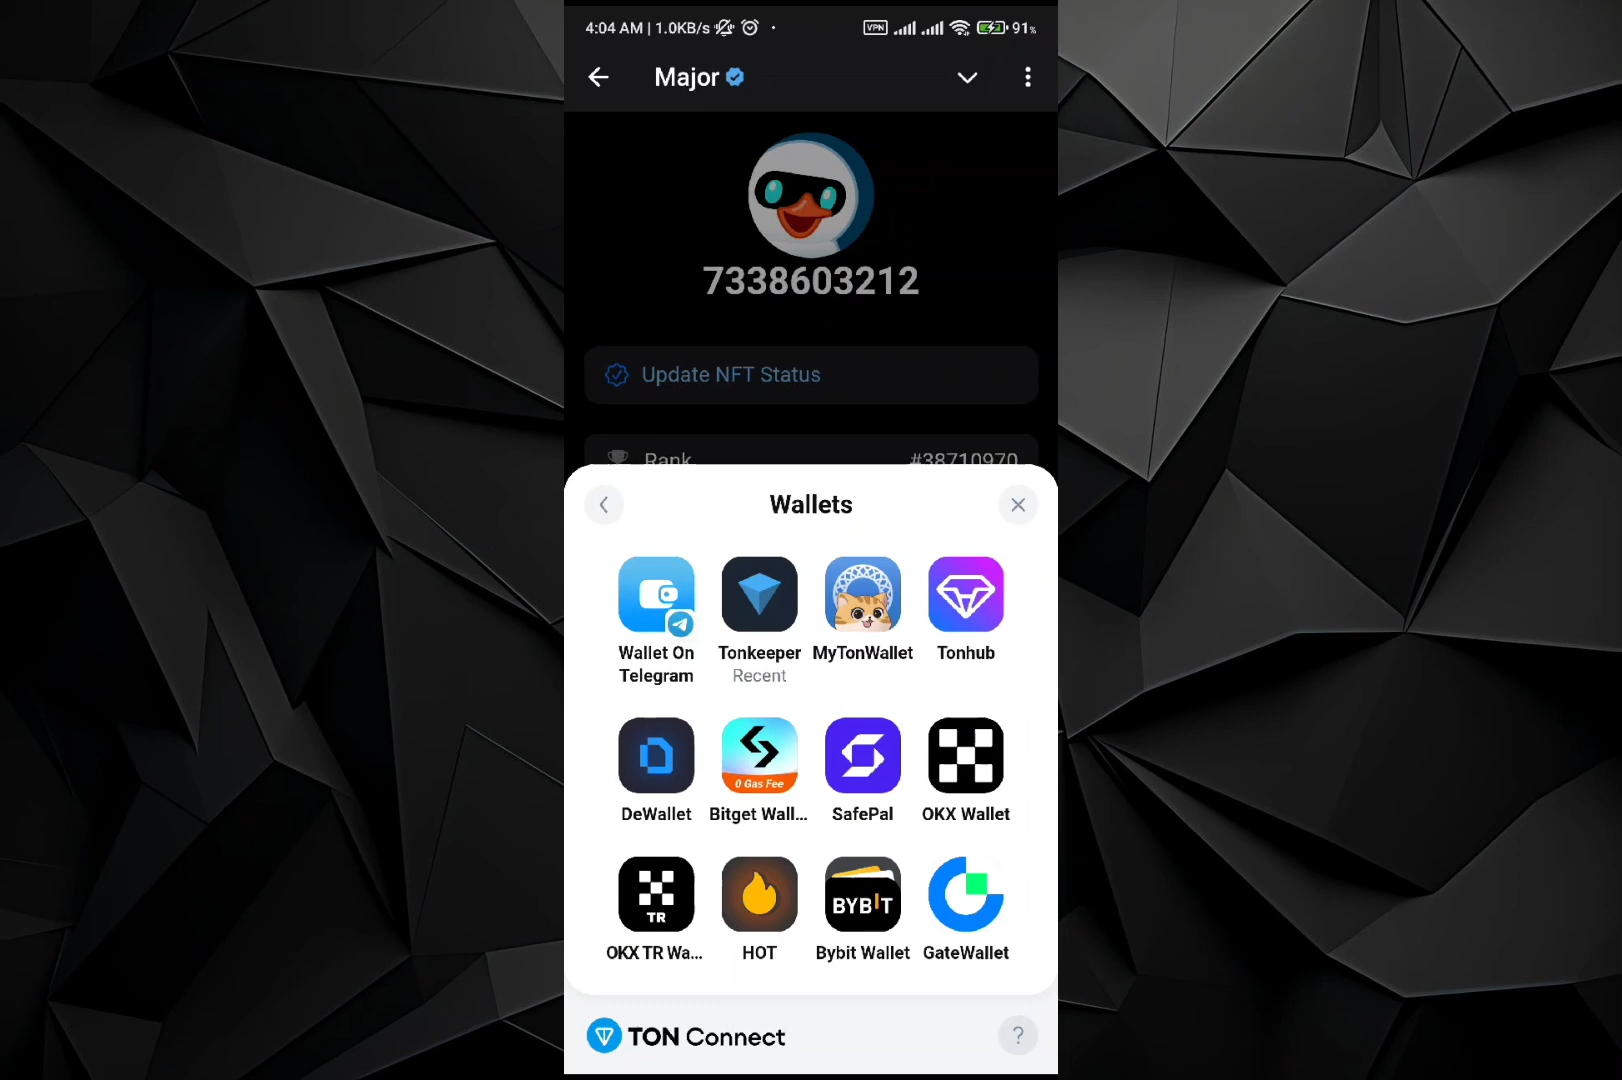 4:04 AM | 1.0KB/s VPN 91%
Major
7338603212
Update NFT Status
Rank #38710970
Wallets
Wallet On Telegram
Tonkeeper
Recent
MyTonWallet
Tonhub
DeWallet
0 Gas Fee
Bitget Wall...
SafePal
OKX Wallet
TR
OKX TR Wa...
HOT
BYBIT
Bybit Wallet
GateWallet
TON Connect
?